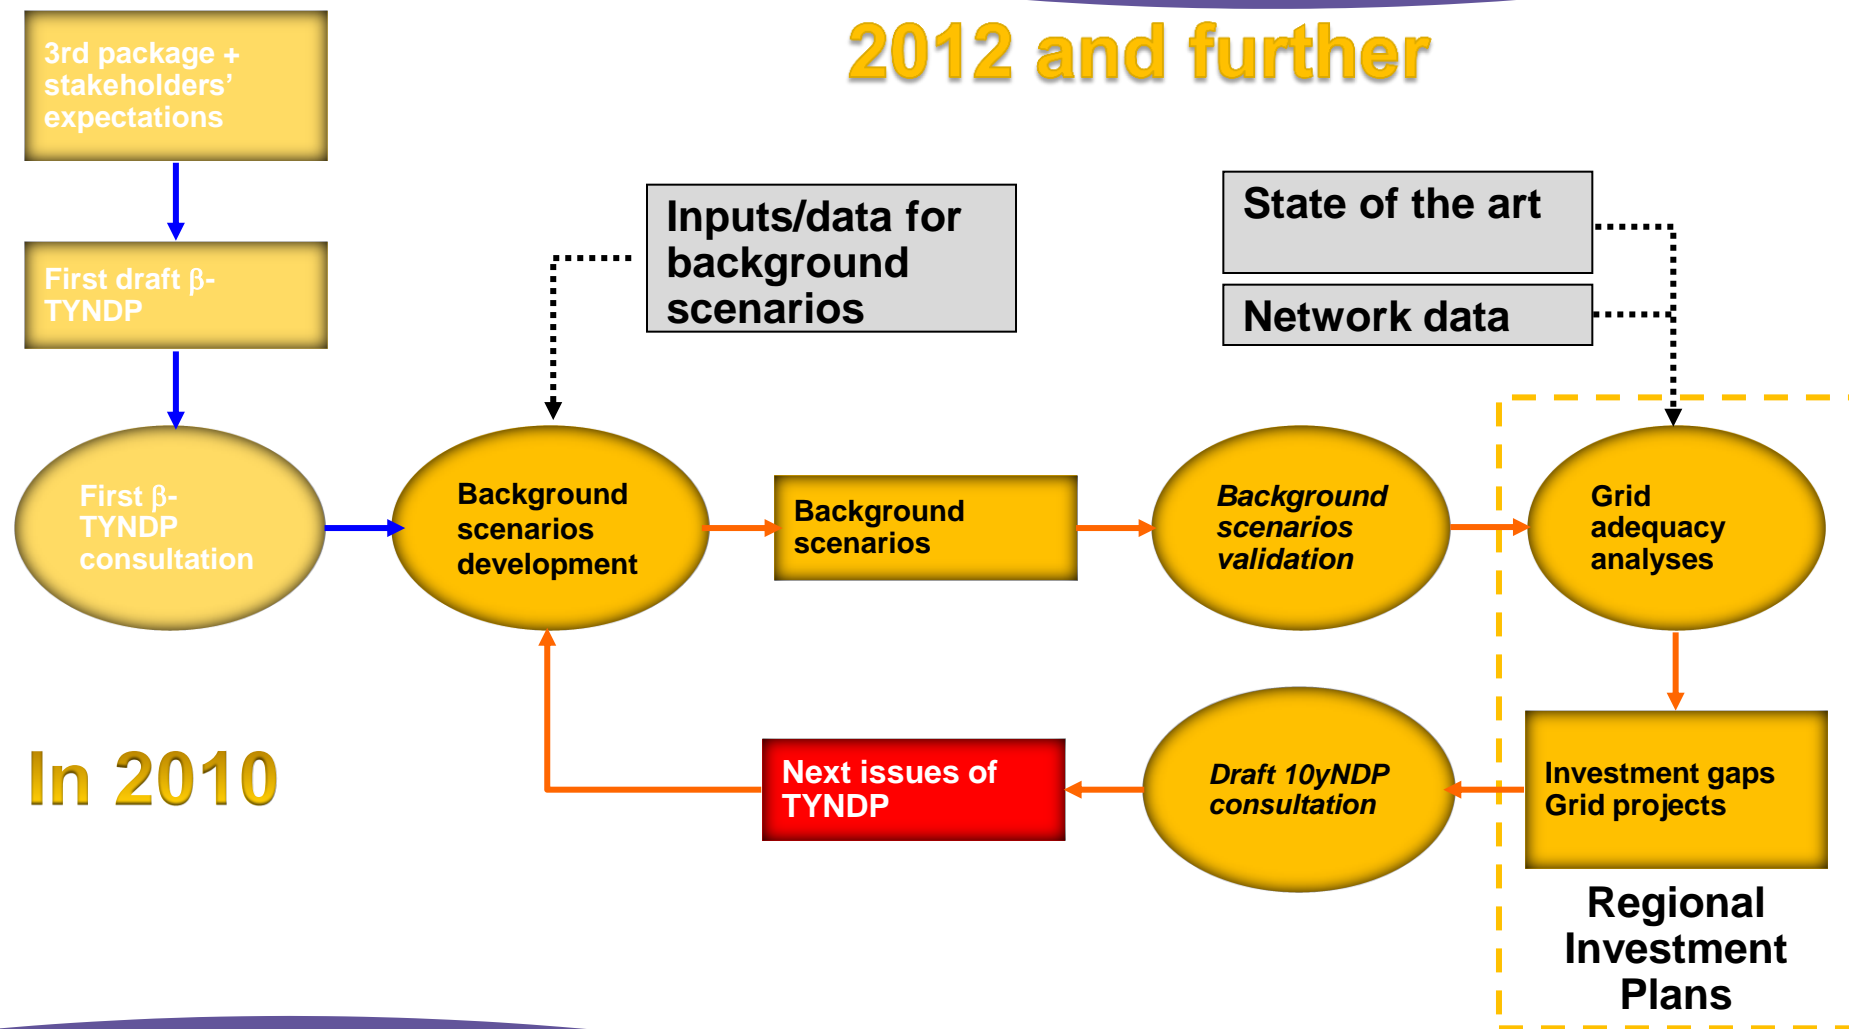 2012 and further
3rd package +
stakeholders’
expectations
First draft β-
TYNDP
First β-
TYNDP
consultation
In 2010
Inputs/data for
background
scenarios
State of the art
Network data
Background
scenarios
development
Background
scenarios
Background
scenarios
validation
Grid
adequacy
analyses
Next issues of
TYNDP
Draft 10yNDP
consultation
Investment gaps
Grid projects
Regional
Investment
Plans